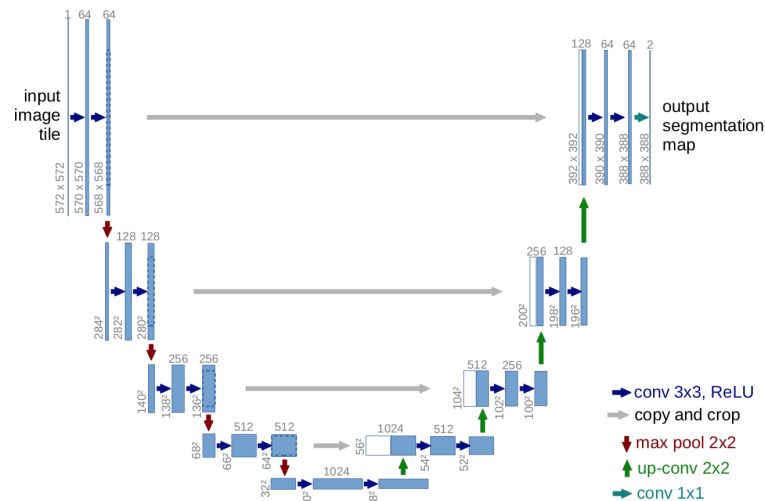 1 64 64
input
image
tile
572 x 572
570 x 570
568 x 568
128 64 64 2
output
segmentation
map
392 x 392
390 x 390
388 x 388
388 x 388
128 128
284²
282²
280²
256 128
200²
198²
196²
256 256
140²
138²
136²
512 256
104²
102²
100²
512 512
68²
66²
64²
1024 512
56²
54²
52²
1024
32²
0²
8²
conv 3x3, ReLU
copy and crop
max pool 2x2
up-conv 2x2
conv 1x1